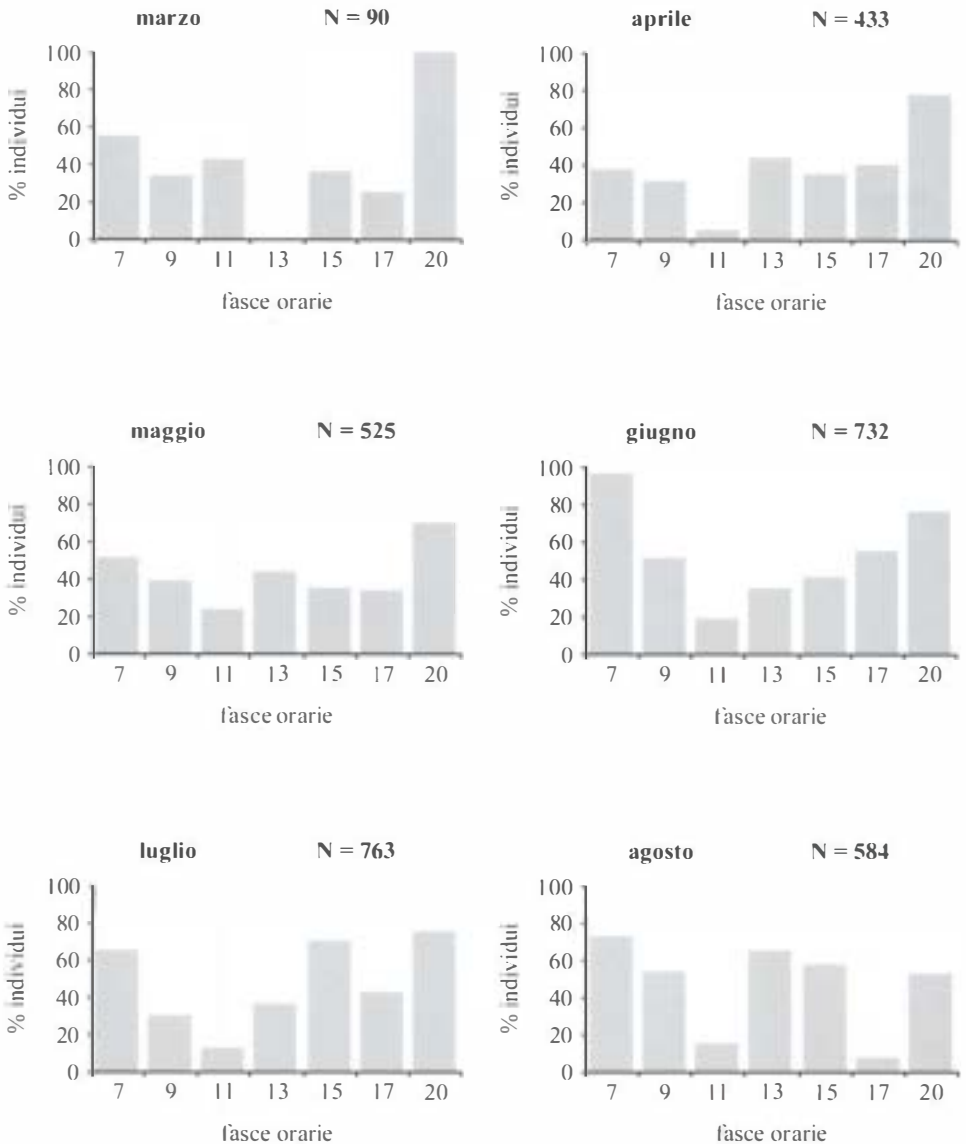 marzo N = 90
% individui
100
80
60
40
20
0
7 9 11 13 15 17 20
fasce orarie
aprile N = 433
% individui
100
80
60
40
20
0
7 9 11 13 15 17 20
fasce orarie
maggio N = 525
% individui
100
80
60
40
20
0
7 9 11 13 15 17 20
fasce orarie
giugno N = 732
% individui
100
80
60
40
20
0
7 9 11 13 15 17 20
fasce orarie
luglio N = 763
% individui
100
80
60
40
20
0
7 9 11 13 15 17 20
fasce orarie
agosto N = 584
% individui
100
80
60
40
20
0
7 9 11 13 15 17 20
fasce orarie